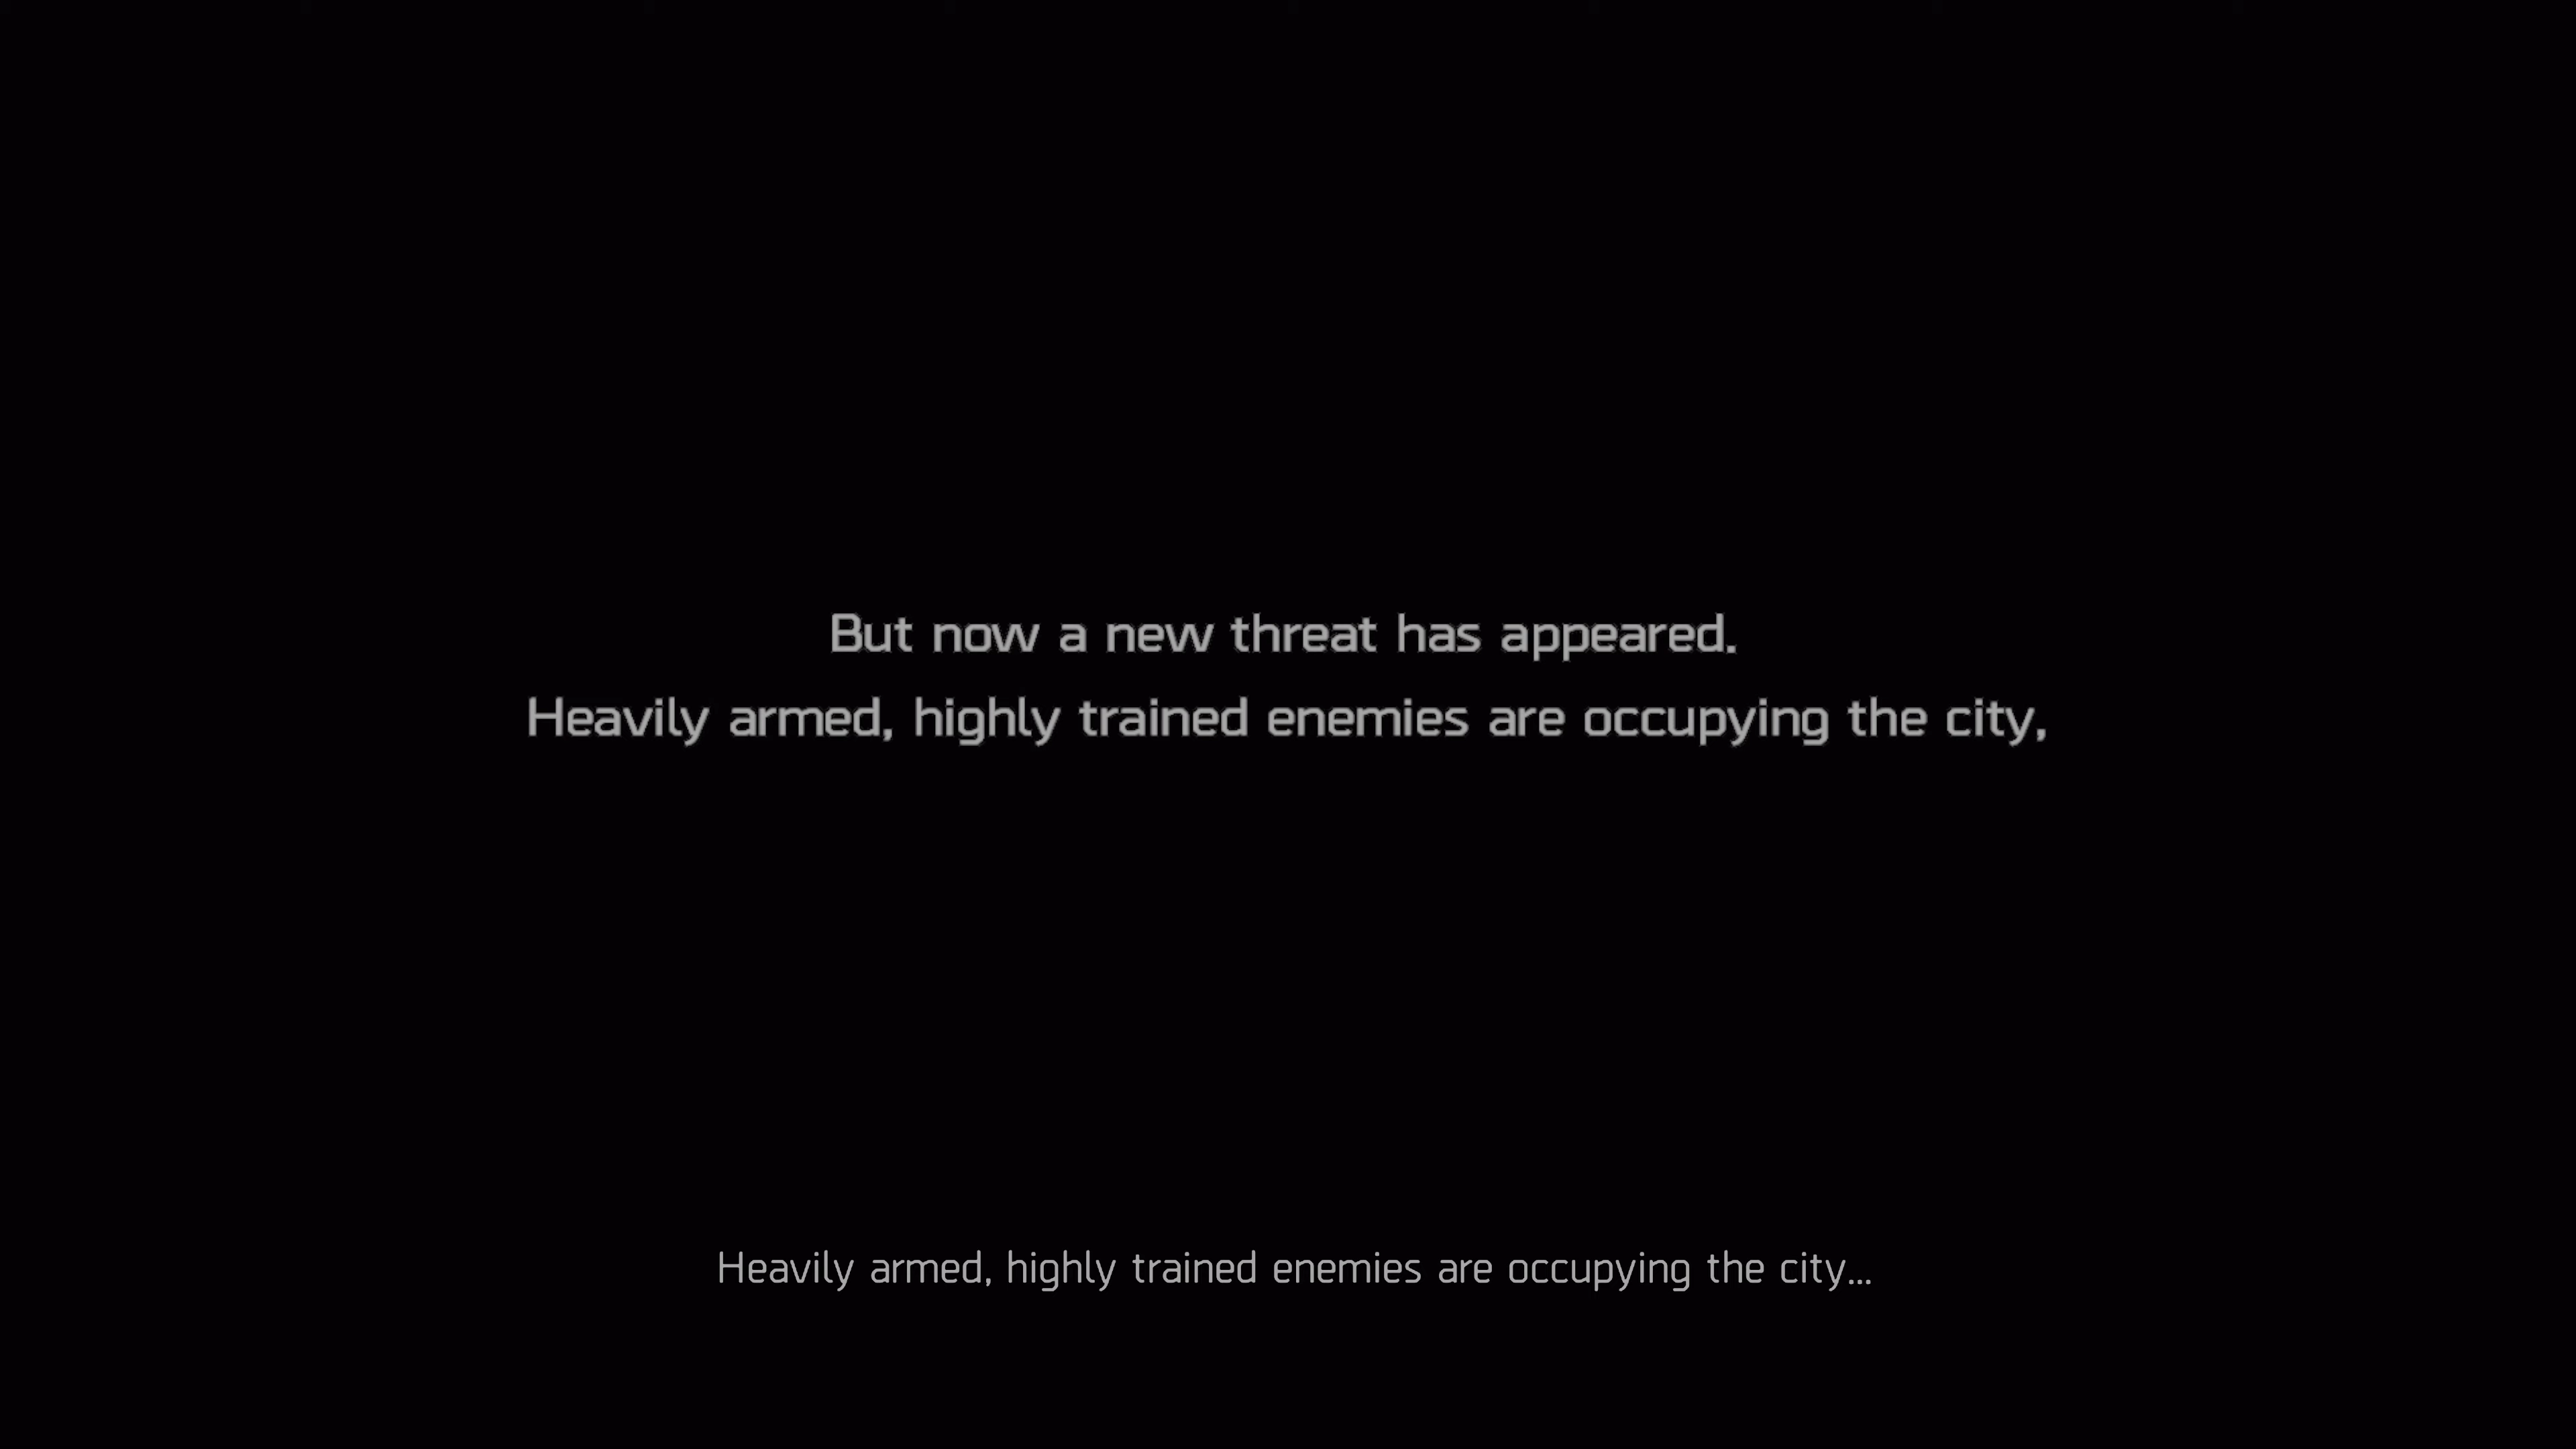 But now a new threat has appeared.
Heavily armed, highly trained enemies are occupying the city,
Heavily armed, highly trained enemies are occupying the city...